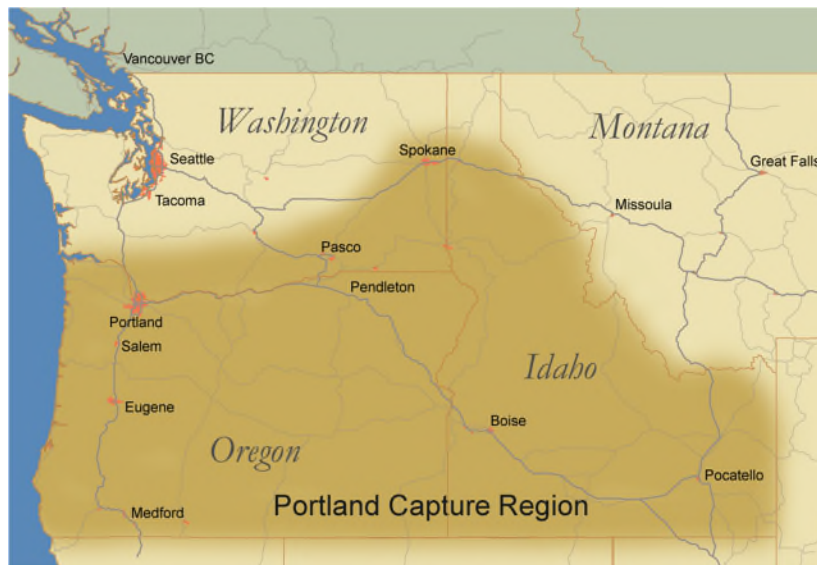 Vancouver BC
Washington
Montana
Spokane
Seattle
Great Falls
Tacoma
Missoula
Pasco
Pendleton
Portland
Salem
Idaho
Eugene
Boise
Oregon
Pocatello
Medford
Portland Capture Region